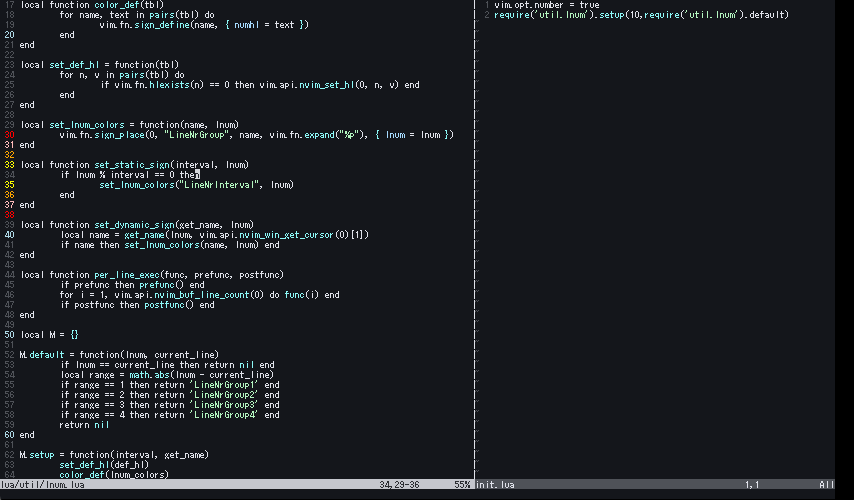 17 local function color_def(tbl)
18 for name, text in pairs(tbl) do
19 vim.fn.sign_define(name, { numhl = text })
20 end
21 end
22
23 local set_def_hl = function(tbl)
24 for n, v in pairs(tbl) do
25 if vim.fn.hlexists(n) == 0 then vim.api.nvim_set_hl(0, n, v) end
26 end
27 end
28
29 local set_lnum_colors = function(name, lnum)
30 vim.fn.sign_place(0, "LineNrGroup", name, vim.fn.expand("%p"), { lnum = lnum })
31 end
32
33 local function set_static_sign(interval, lnum)
34 if lnum % interval == 0 then
35 set_lnum_colors("LineNrInterval", lnum)
36 end
37 end
38
39 local function set_dynamic_sign(get_name, lnum)
40 local name = get_name(lnum, vim.api.nvim_win_get_cursor(0)[1])
41 if name then set_lnum_colors(name, lnum) end
42 end
43
44 local function per_line_exec(func, prefunc, postfunc)
45 if prefunc then prefunc() end
46 for i = 1, vim.api.nvim_buf_line_count(0) do func(i) end
47 if postfunc then postfunc() end
48 end
49
50 local M = {}
51
52 M.default = function(lnum, current_line)
53 if lnum == current_line then return nil end
54 local range = math.abs(lnum - current_line)
55 if range == 1 then return 'LineNrGroup1' end
56 if range == 2 then return 'LineNrGroup2' end
57 if range == 3 then return 'LineNrGroup3' end
58 if range == 4 then return 'LineNrGroup4' end
59 return nil
60 end
61
62 M.setup = function(interval, get_name)
63 set_def_hl(def_hl)
64 color_def(lnum_colors)
lua/util/lnum.lua 34,29-36 55%
1 vim.opt.number = true
2 require('util.lnum').setup(10,require('util.lnum').default)
init.lua 1,1 All